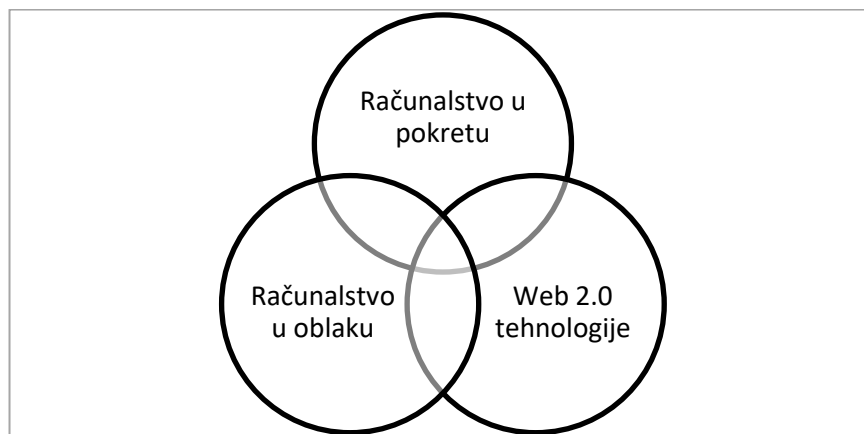 Računalstvo u
pokretu
Računalstvo
u oblaku
Web 2.0
tehnologije